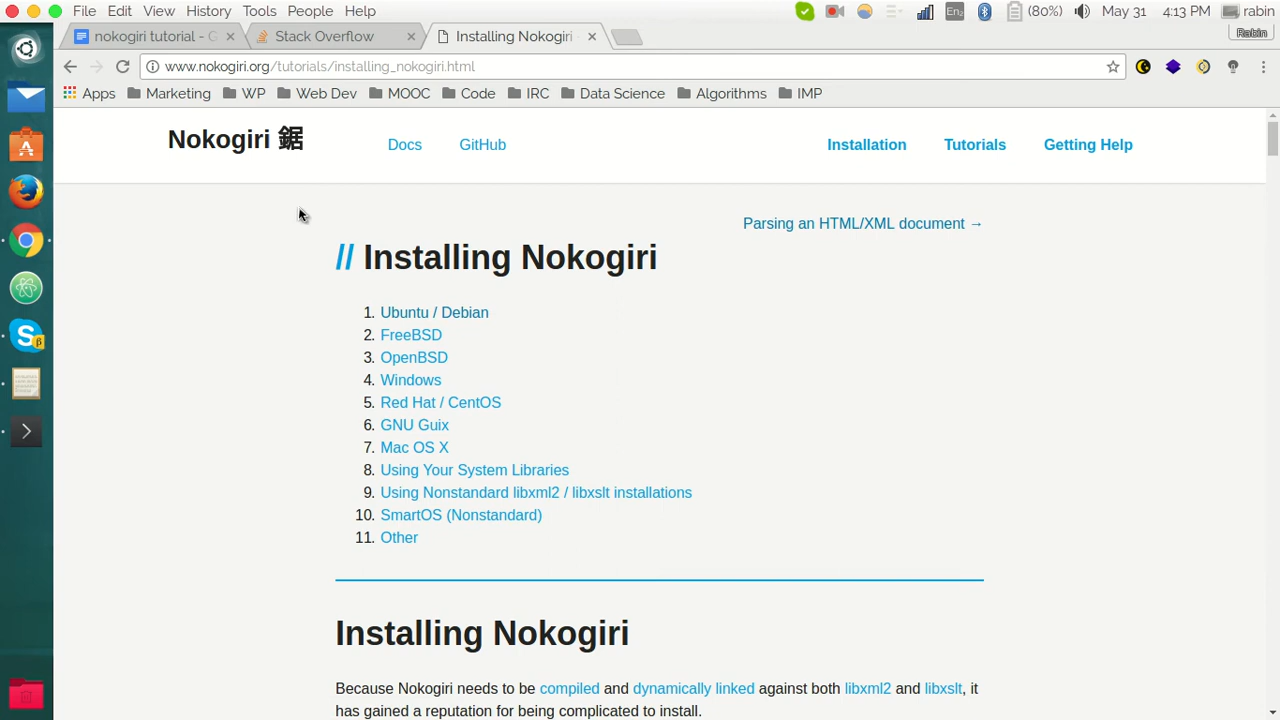 File Edit View History Tools People Help
En2 (80%) May 31 4:13 PM rabin
nokogiri tutorial - G
Stack Overflow
Installing Nokogiri
Rabin
www.nokogiri.org/tutorials/installing_nokogiri.html
Apps Marketing WP Web Dev MOOC Code IRC Data Science Algorithms IMP
Nokogiri 鋸 Docs GitHub Installation Tutorials Getting Help
Parsing an HTML/XML document →
// Installing Nokogiri
1. Ubuntu / Debian
2. FreeBSD
3. OpenBSD
4. Windows
5. Red Hat / CentOS
6. GNU Guix
7. Mac OS X
8. Using Your System Libraries
9. Using Nonstandard libxml2 / libxslt installations
10. SmartOS (Nonstandard)
11. Other
Installing Nokogiri
Because Nokogiri needs to be compiled and dynamically linked against both libxml2 and libxslt, it
has gained a reputation for being complicated to install.